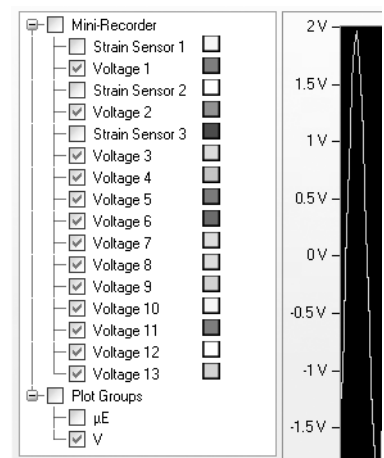 Mini-Recorder
Strain Sensor 1
Voltage 1
Strain Sensor 2
Voltage 2
Strain Sensor 3
Voltage 3
Voltage 4
Voltage 5
Voltage 6
Voltage 7
Voltage 8
Voltage 9
Voltage 10
Voltage 11
Voltage 12
Voltage 13
Plot Groups
µE
V
2 V
1.5 V
1 V
0.5 V
0 V
-0.5 V
-1 V
-1.5 V